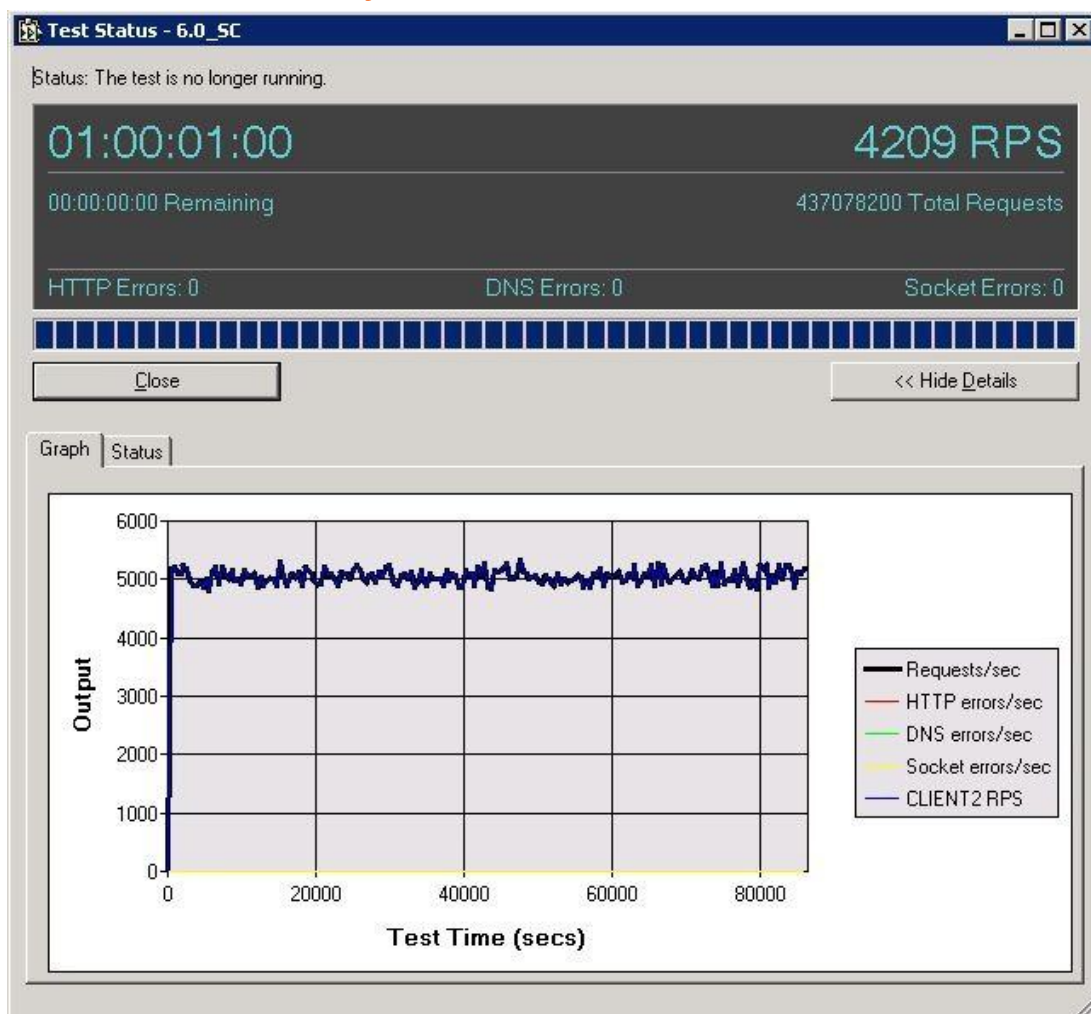 Test Status - 6.0_SC
Status: The test is no longer running.
01:00:01:00
4209 RPS
00:00:00:00 Remaining
437078200 Total Requests
HTTP Errors: 0
DNS Errors: 0
Socket Errors: 0
Close
<< Hide Details
Graph
Status
6000
5000
4000
3000
2000
1000
0
Output
0
20000
40000
60000
80000
Test Time (secs)
Requests/sec
HTTP errors/sec
DNS errors/sec
Socket errors/sec
CLIENT2 RPS